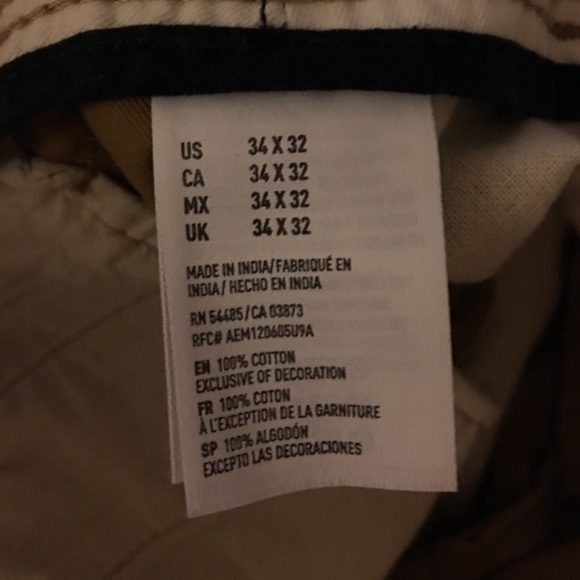 US 34 X 32
CA 34 X 32
MX 34 X 32
UK 34 X 32
MADE IN INDIA/FABRIQUÉ EN
INDIA/ HECHO EN INDIA
RN 54485/CA 03873
RFC# AEM120605U9A
EN 100% COTTON
EXCLUSIVE OF DECORATION
FR 100% COTON
À L'EXCEPTION DE LA GARNITURE
SP 100% ALGODÓN
EXCEPTO LAS DECORACIONES